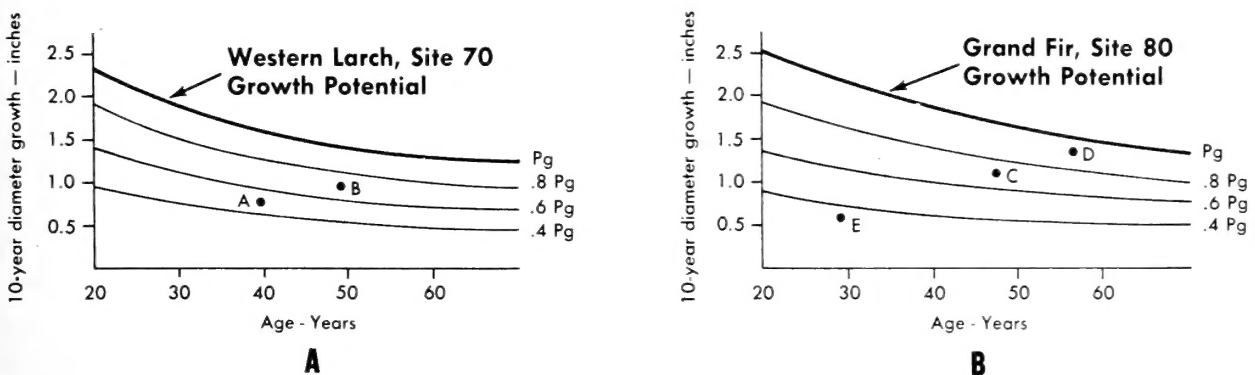 10-year diameter growth — inches
2.5
2.0
1.5
1.0
0.5
Western Larch, Site 70
Growth Potential
Pg
.8 Pg
.6 Pg
.4 Pg
A
B
20 30 40 50 60
Age - Years
A
10-year diameter growth — inches
2.5
2.0
1.5
1.0
0.5
Grand Fir, Site 80
Growth Potential
Pg
.8 Pg
.6 Pg
.4 Pg
D
C
E
20 30 40 50 60
Age - Years
B